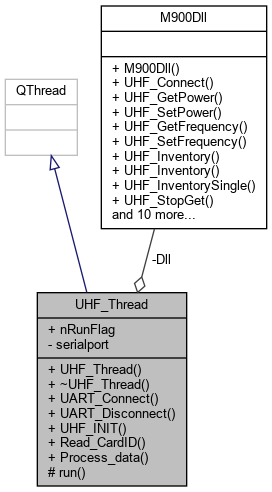 M900Dll
+ M900Dll()
+ UHF_Connect()
+ UHF_GetPower()
+ UHF_SetPower()
+ UHF_GetFrequency()
+ UHF_SetFrequency()
+ UHF_Inventory()
+ UHF_Inventory()
+ UHF_InventorySingle()
+ UHF_StopGet()
and 10 more...
QThread
-Dll
UHF_Thread
+ nRunFlag
- serialport
+ UHF_Thread()
+ ~UHF_Thread()
+ UART_Connect()
+ UART_Disconnect()
+ UHF_INIT()
+ Read_CardID()
+ Process_data()
# run()